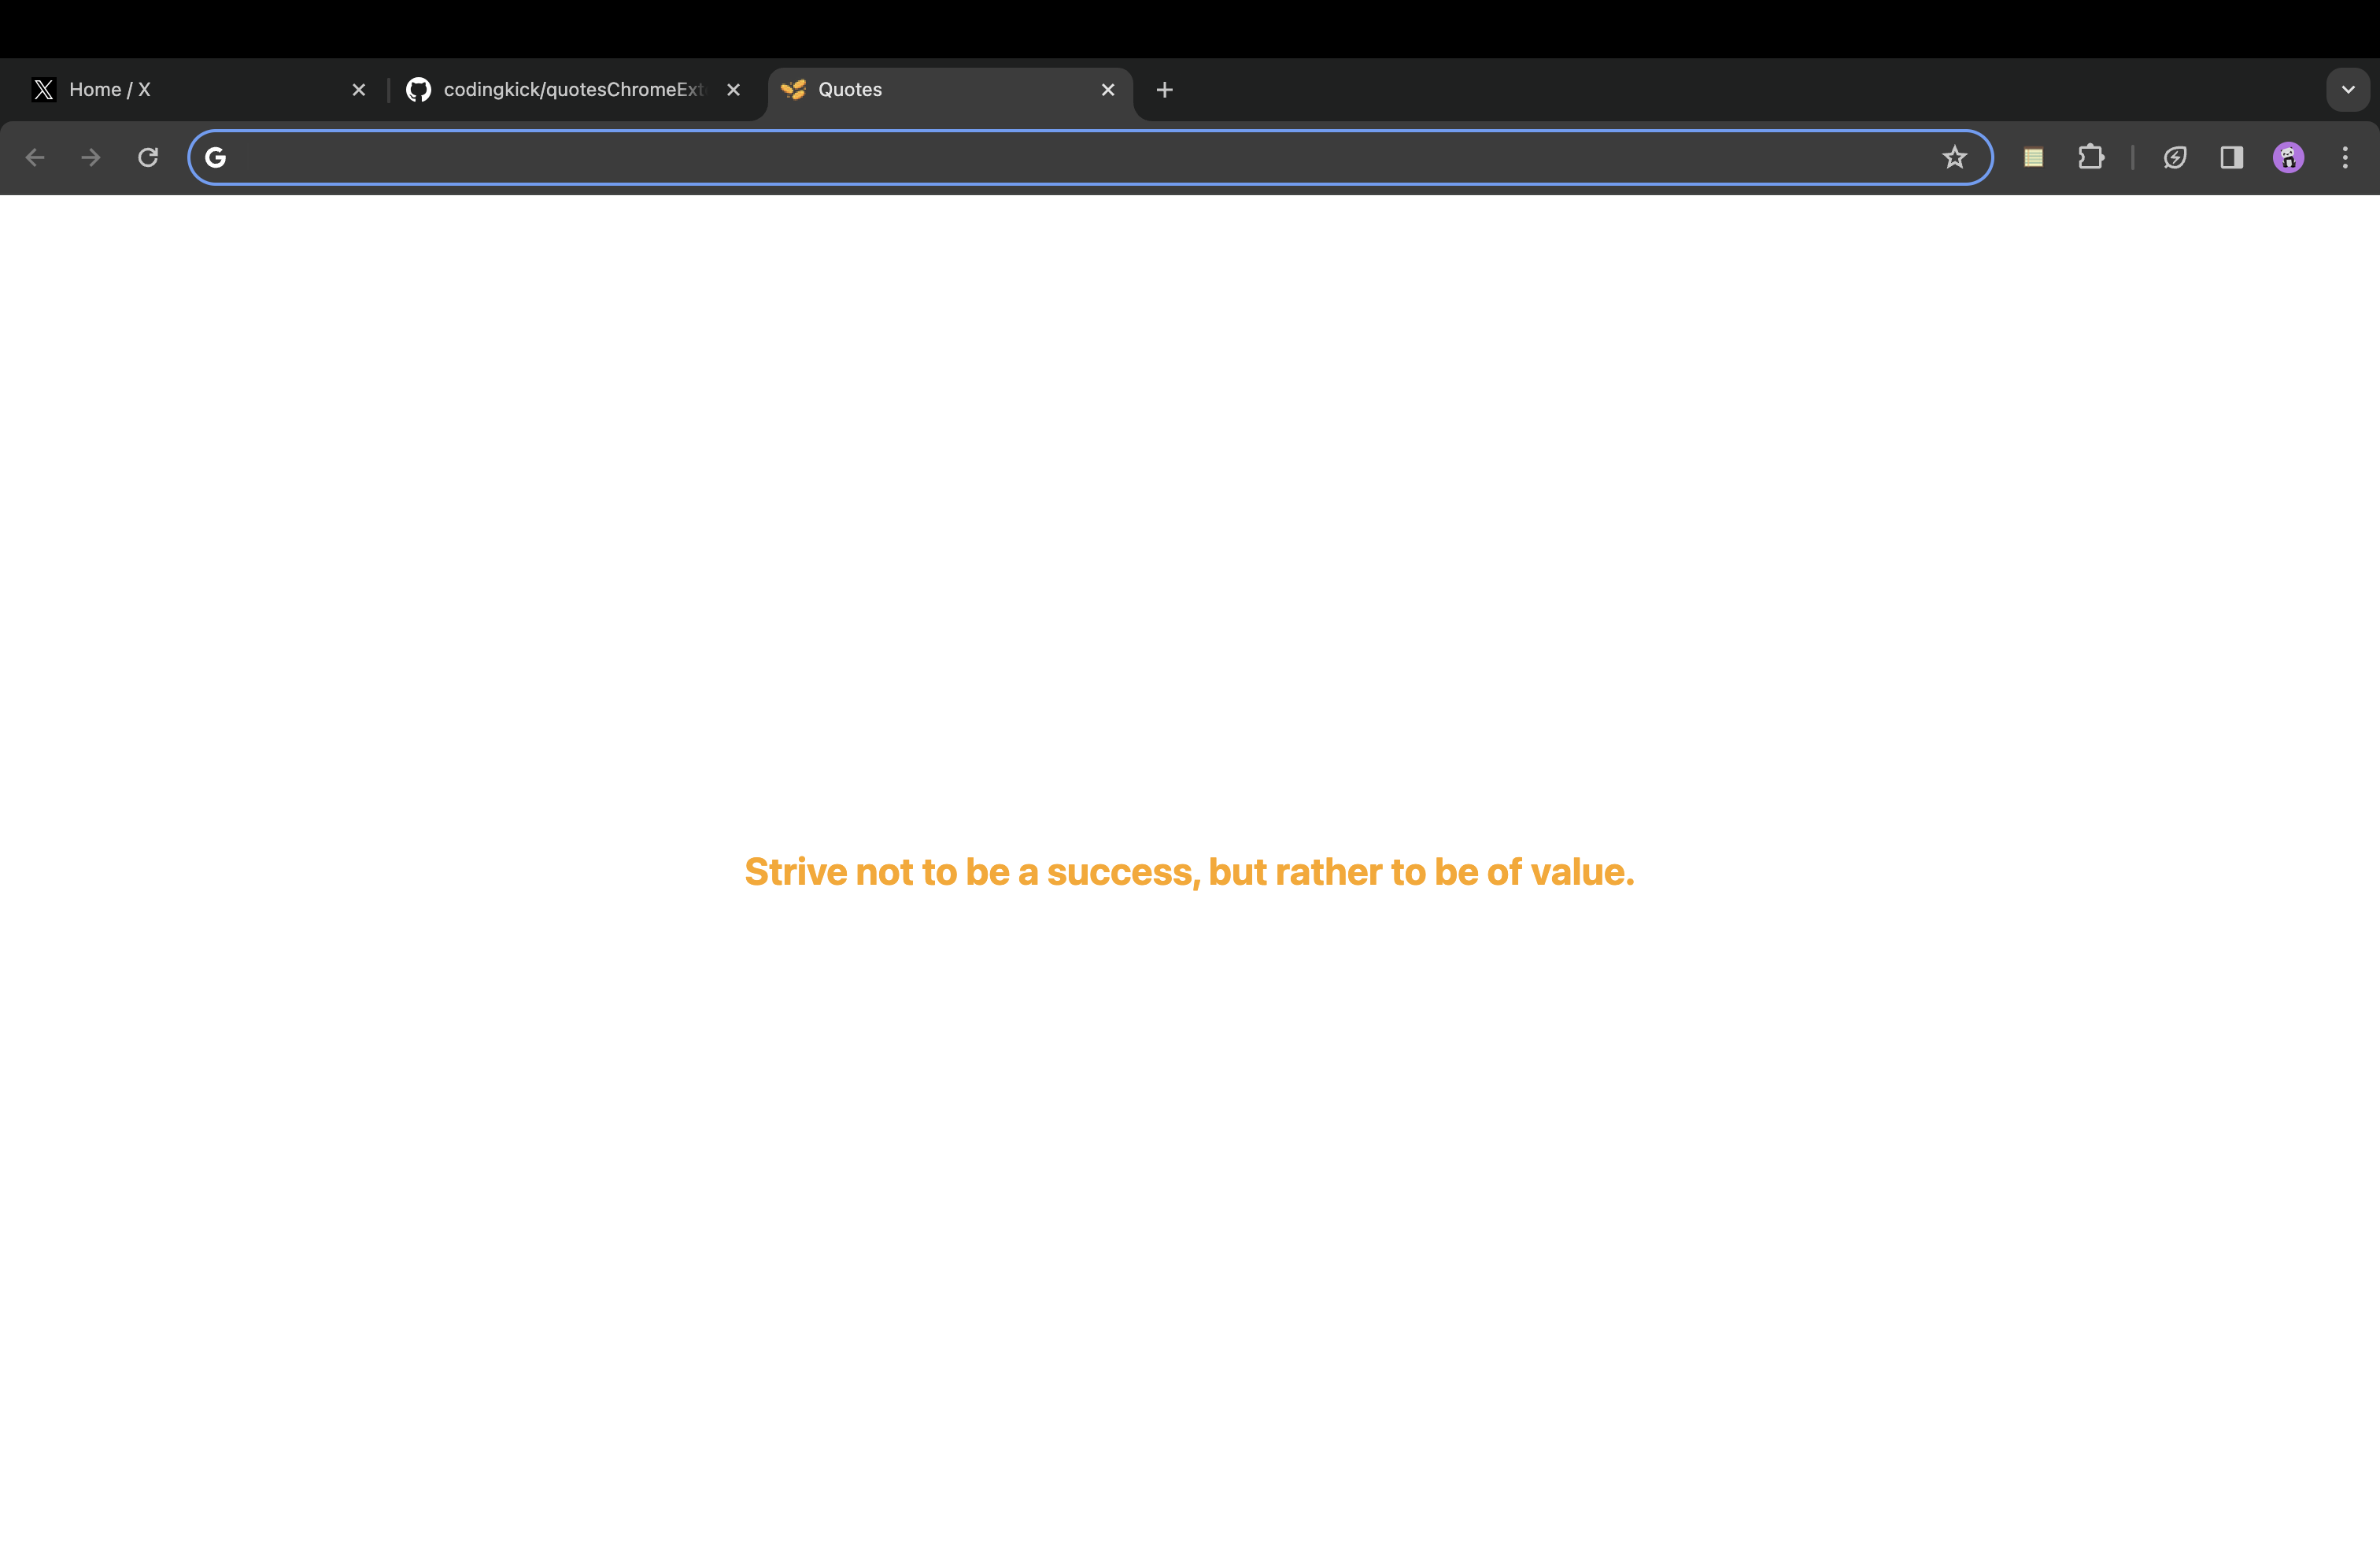 Home / X
codingkick/quotesChromeExt
Quotes
Strive not to be a success, but rather to be of value.